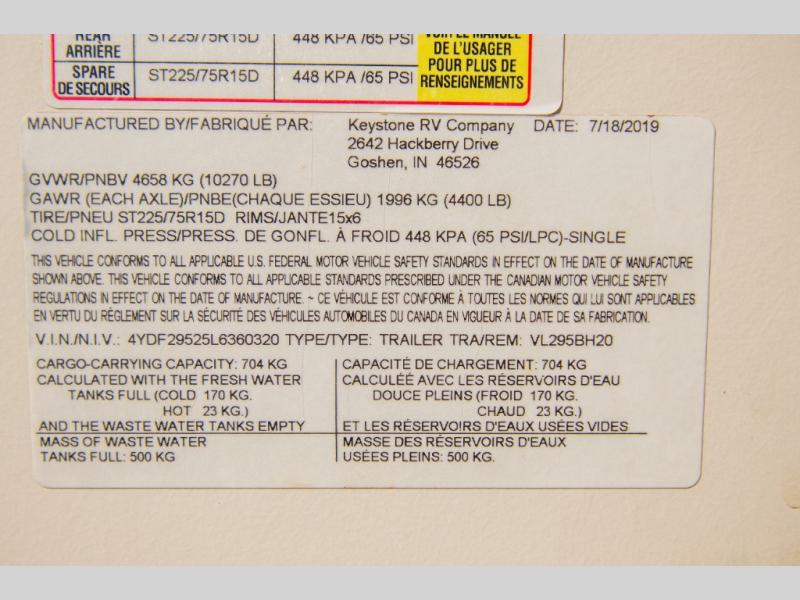 REAR ST225/75R15D 448 KPA /65 PSI VOIR LE MANUEL
ARRIÈRE DE L'USAGER
POUR PLUS DE
SPARE ST225/75R15D 448 KPA /65 PSI RENSEIGNEMENTS
DE SECOURS
MANUFACTURED BY/FABRIQUÉ PAR: Keystone RV Company DATE: 7/18/2019
2642 Hackberry Drive
Goshen, IN 46526
GVWR/PNBV 4658 KG (10270 LB)
GAWR (EACH AXLE)/PNBE(CHAQUE ESSIEU) 1996 KG (4400 LB)
TIRE/PNEU ST225/75R15D RIMS/JANTE15x6
COLD INFL. PRESS/PRESS. DE GONFL. À FROID 448 KPA (65 PSI/LPC)-SINGLE
THIS VEHICLE CONFORMS TO ALL APPLICABLE U.S. FEDERAL MOTOR VEHICLE SAFETY STANDARDS IN EFFECT ON THE DATE OF MANUFACTURE
SHOWN ABOVE. THIS VEHICLE CONFORMS TO ALL APPLICABLE STANDARDS PRESCRIBED UNDER THE CANADIAN MOTOR VEHICLE SAFETY
REGULATIONS IN EFFECT ON THE DATE OF MANUFACTURE. ~ CE VÉHICULE EST CONFORME À TOUTES LES NORMES QUI LUI SONT APPLICABLES
EN VERTU DU RÈGLEMENT SUR LA SÉCURITÉ DES VÉHICULES AUTOMOBILES DU CANADA EN VIGUEUR À LA DATE DE SA FABRICATION.
V.I.N./N.I.V.: 4YDF29525L6360320 TYPE/TYPE: TRAILER TRA/REM: VL295BH20
CARGO-CARRYING CAPACITY: 704 KG
CALCULATED WITH THE FRESH WATER
TANKS FULL (COLD 170 KG.
HOT 23 KG.)
AND THE WASTE WATER TANKS EMPTY
MASS OF WASTE WATER
TANKS FULL: 500 KG
CAPACITÉ DE CHARGEMENT: 704 KG
CALCULÉE AVEC LES RÉSERVOIRS D'EAU
DOUCE PLEINS (FROID 170 KG.
CHAUD 23 KG.)
ET LES RÉSERVOIRS D'EAUX USÉES VIDES
MASSE DES RÉSERVOIRS D'EAUX
USÉES PLEINS: 500 KG.